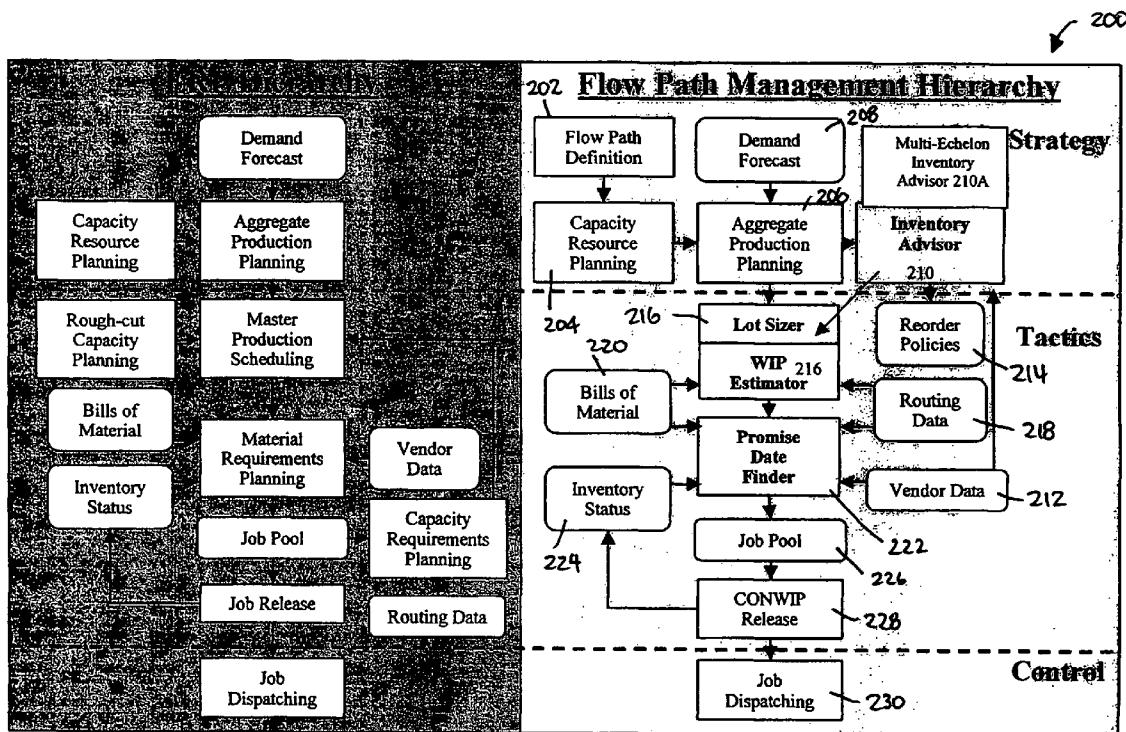 200
Flow Path Management Hierarchy
Demand
Forecast
Capacity
Resource
Planning
Aggregate
Production
Planning
Rough-cut
Capacity
Planning
Master
Production
Scheduling
Bills of
Material
Material
Requirements
Planning
Vendor
Data
Inventory
Status
Capacity
Requirements
Planning
Job Pool
Job Release
Routing Data
Job
Dispatching
202
Flow Path
Definition
208
Demand
Forecast
Multi-Echelon
Inventory
Advisor 210A
Strategy
Capacity
Resource
Planning
204
206
Aggregate
Production
Planning
Inventory
Advisor
210
216
Lot Sizer
Reorder
Policies
214
Tactics
220
Bills of
Material
WIP 216
Estimator
Routing
Data
218
Promise
Date
Finder
222
Inventory
Status
224
Vendor Data
212
Job Pool
226
CONWIP
Release
228
Control
Job
Dispatching
230